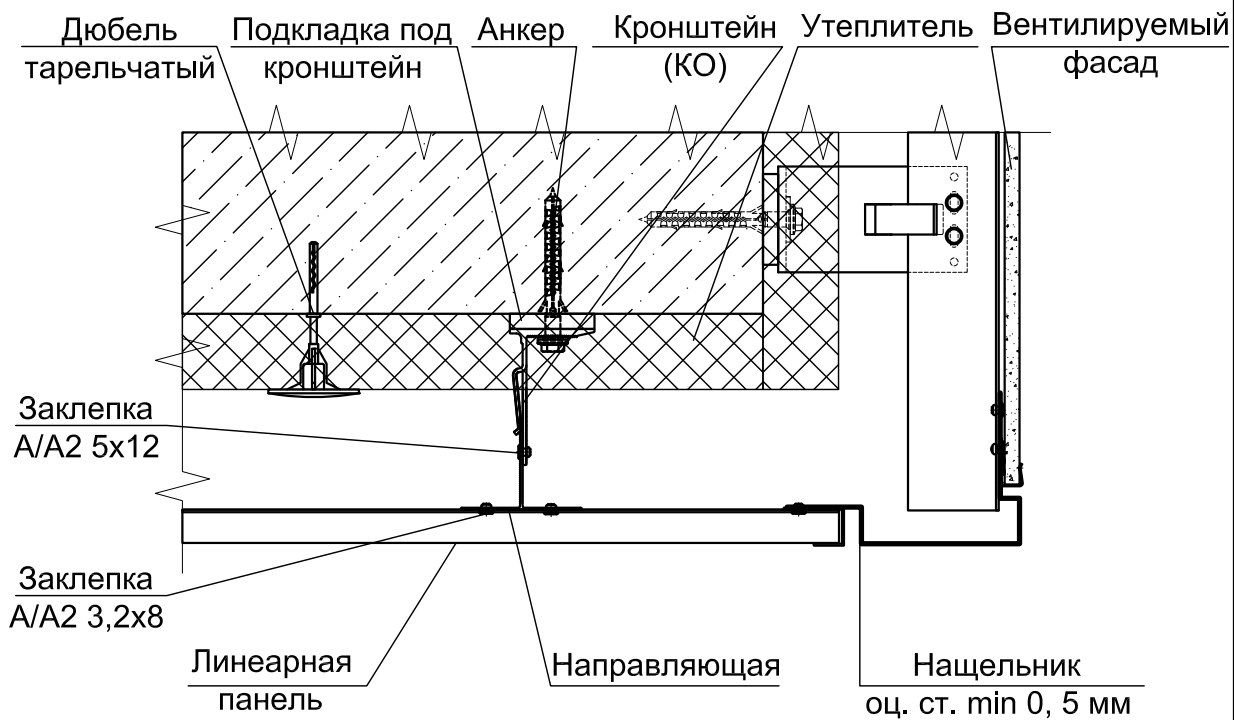 Дюбель
тарельчатый
Подкладка под
кронштейн
Анкер
Кронштейн
(КО)
Утеплитель
Вентилируемый
фасад
Заклепка
А/А2 5х12
Заклепка
А/А2 3,2х8
Линеарная
панель
Направляющая
Нащельник
оц. ст. min 0, 5 мм